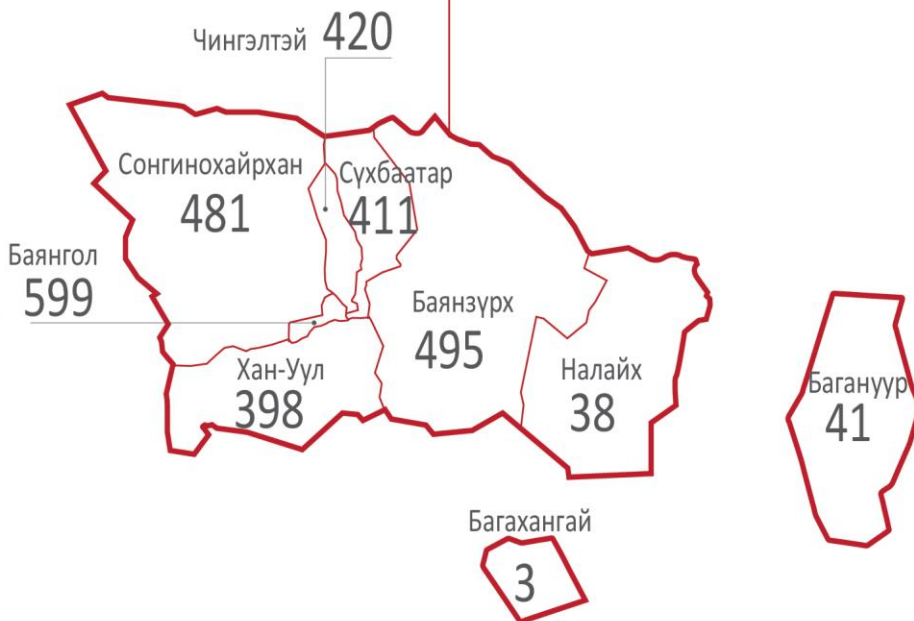 Чингэлтэй 420
Сонгинохайрхан
481
Сүхбаатар
411
Баянгол
599
Баянзүрх
495
Хан-Уул
398
Налайх
38
Багануур
41
Багахангай
3